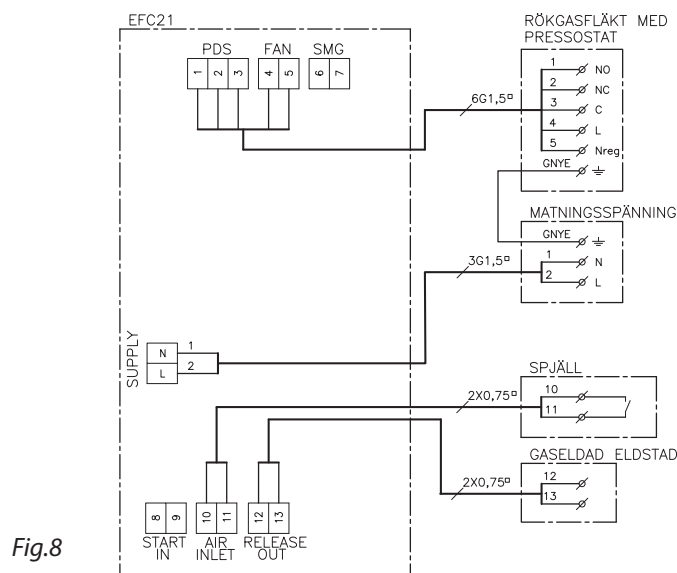 EFC21
PDS FAN SMG
1 2 3 4 5 6 7
RÖKGASFLÄKT MED
PRESSOSTAT
1 NO
2 NC
6G1,5▫
3 C
4 L
5 Nreg
GNYE
MATNINGSSPÄNNING
GNYE
3G1,5▫
1 N
2 L
SUPPLY
N 1
L 2
SPJÄLL
2X0,75▫
10
11
GASELDAD ELDSTAD
2X0,75▫
12
13
8 9 10 11 12 13
START
IN
AIR
INLET
RELEASE
OUT
Fig.8